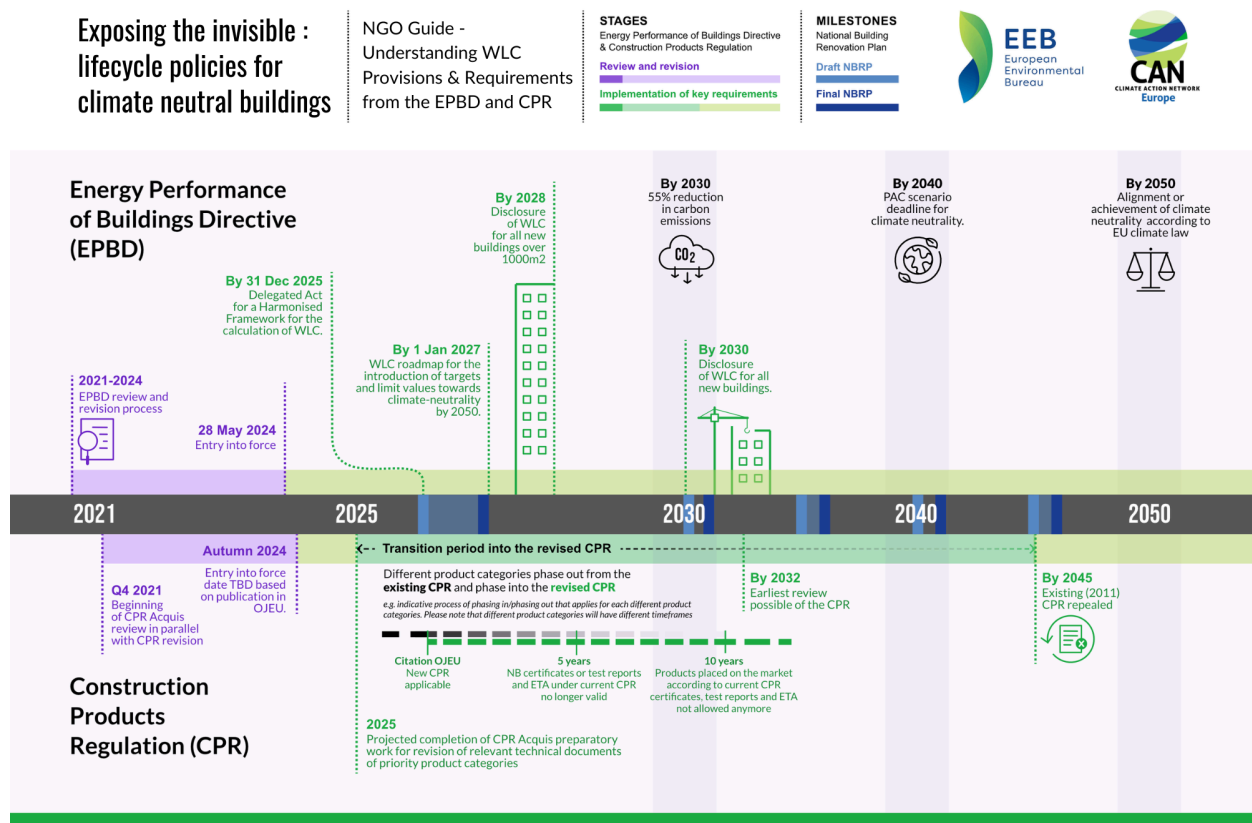 Exposing the invisible :
lifecycle policies for
climate neutral buildings
NGO Guide -
Understanding WLC
Provisions & Requirements
from the EPBD and CPR
STAGES
Energy Performance of Buildings Directive
& Construction Products Regulation
Review and revision
Implementation of key requirements
MILESTONES
National Building
Renovation Plan
Draft NBRP
Final NBRP
EEB
European
Environmental
Bureau
CAN
CLIMATE ACTION NETWORK
Europe
Energy Performance
of Buildings Directive
(EPBD)
2021-2024
EPBD review and
revision process
28 May 2024
Entry into force
By 31 Dec 2025
Delegated Act
for a Harmonised
Framework for the
calculation of WLC.
By 1 Jan 2027
WLC roadmap for the
introduction of targets
and limit values towards
climate-neutrality
by 2050.
By 2028
Disclosure
of WLC
for all new
buildings over
1000m2
By 2030
55% reduction
in carbon
emissions
CO2
By 2030
Disclosure
of WLC for all
new buildings.
By 2040
PAC scenario
deadline for
climate neutrality.
By 2050
Alignment or
achievement of climate
neutrality according to
EU climate law
2021
2025
2030
2040
2050
Q4 2021
Beginning
of CPR Acquis
review in parallel
with CPR revision
Autumn 2024
Entry into force
date TBD based
on publication in
OJEU.
Transition period into the revised CPR
Different product categories phase out from the
existing CPR and phase into the revised CPR
e.g. indicative process of phasing in/phasing out that applies for each different product
categories. Please note that different product categories will have different timeframes
Citation OJEU
New CPR
applicable
5 years
NB certificates or test reports
and ETA under current CPR
no longer valid
10 years
Products placed on the market
according to current CPR
certificates, test reports and ETA
not allowed anymore
By 2032
Earliest review
possible of the CPR
By 2045
Existing (2011)
CPR repealed
Construction
Products
Regulation (CPR)
2025
Projected completion of CPR Acquis preparatory
work for revision of relevant technical documents
of priority product categories